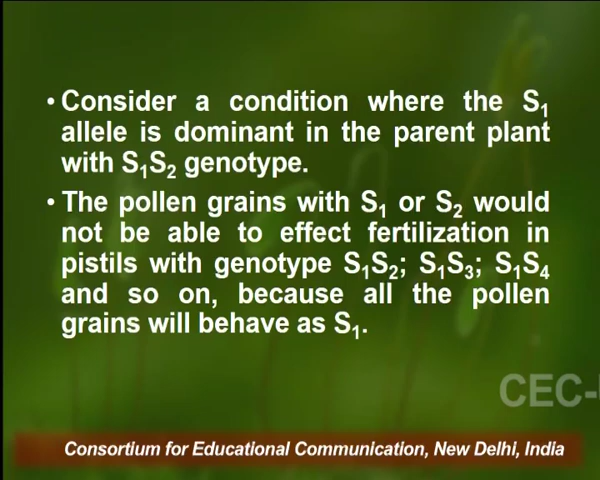 • Consider a condition where the S₁
allele is dominant in the parent plant
with S₁S₂ genotype.
• The pollen grains with S₁ or S₂ would
not be able to effect fertilization in
pistils with genotype S₁S₂; S₁S₃; S₁S₄
and so on, because all the pollen
grains will behave as S₁.
CEC-
Consortium for Educational Communication, New Delhi, India